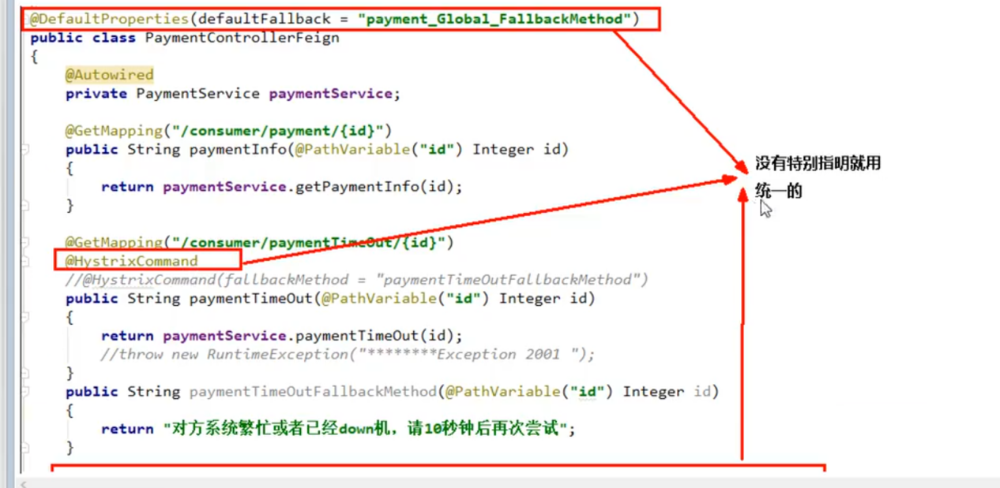 @DefaultProperties(defaultFallback = "payment_Global_FallbackMethod")
public class PaymentControllerFeign
{
@Autowired
private PaymentService paymentService;
@GetMapping("/consumer/payment/{id}")
public String paymentInfo(@PathVariable("id") Integer id)
{
return paymentService.getPaymentInfo(id);
}
没有特别指明就用
统一的
@GetMapping("/consumer/paymentTimeOut/{id}")
@HystrixCommand
//@HystrixCommand(fallbackMethod = "paymentTimeOutFallbackMethod")
public String paymentTimeOut(@PathVariable("id") Integer id)
{
return paymentService.paymentTimeOut(id);
//throw new RuntimeException("********Exception 2001 ");
}
public String paymentTimeOutFallbackMethod(@PathVariable("id") Integer id)
{
return "对方系统繁忙或者已经down机，请10秒钟后再次尝试";
}